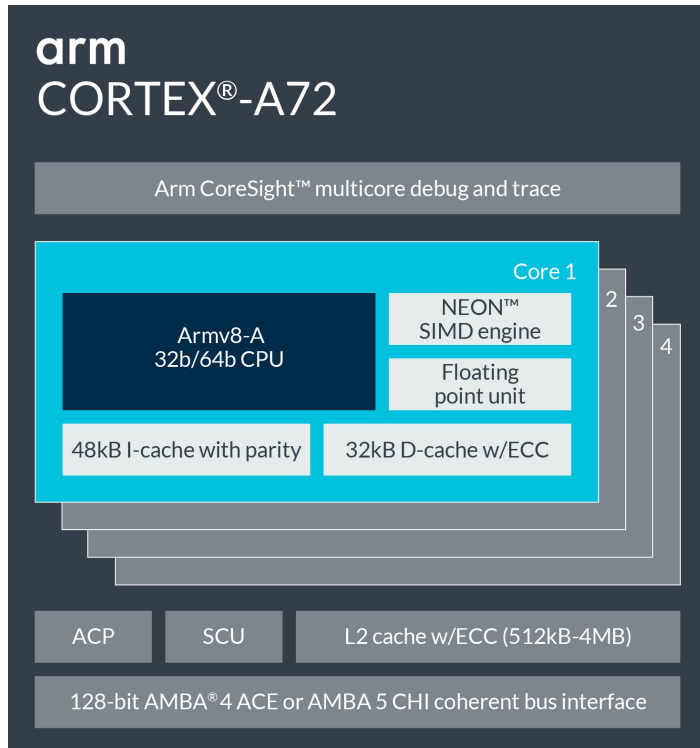 arm
CORTEX®-A72
Arm CoreSight™ multicore debug and trace
Core 1
2
3
4
Armv8-A
32b/64b CPU
NEON™
SIMD engine
Floating
point unit
48kB I-cache with parity
32kB D-cache w/ECC
ACP
SCU
L2 cache w/ECC (512kB-4MB)
128-bit AMBA® 4 ACE or AMBA 5 CHI coherent bus interface